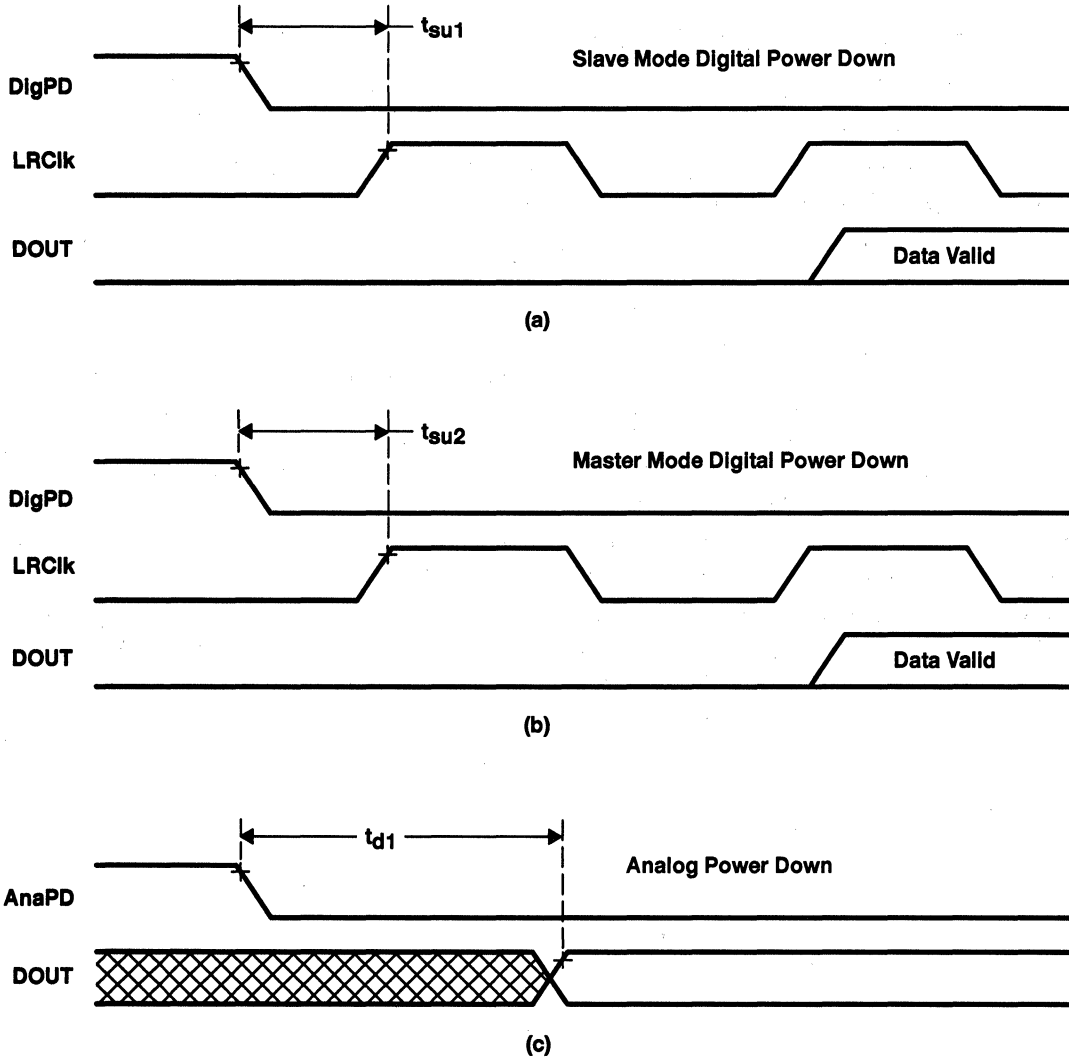 tsu1
Slave Mode Digital Power Down
DigPD
LRClk
DOUT
Data Valid
(a)
tsu2
Master Mode Digital Power Down
DigPD
LRClk
DOUT
Data Valid
(b)
td1
Analog Power Down
AnaPD
DOUT
(c)